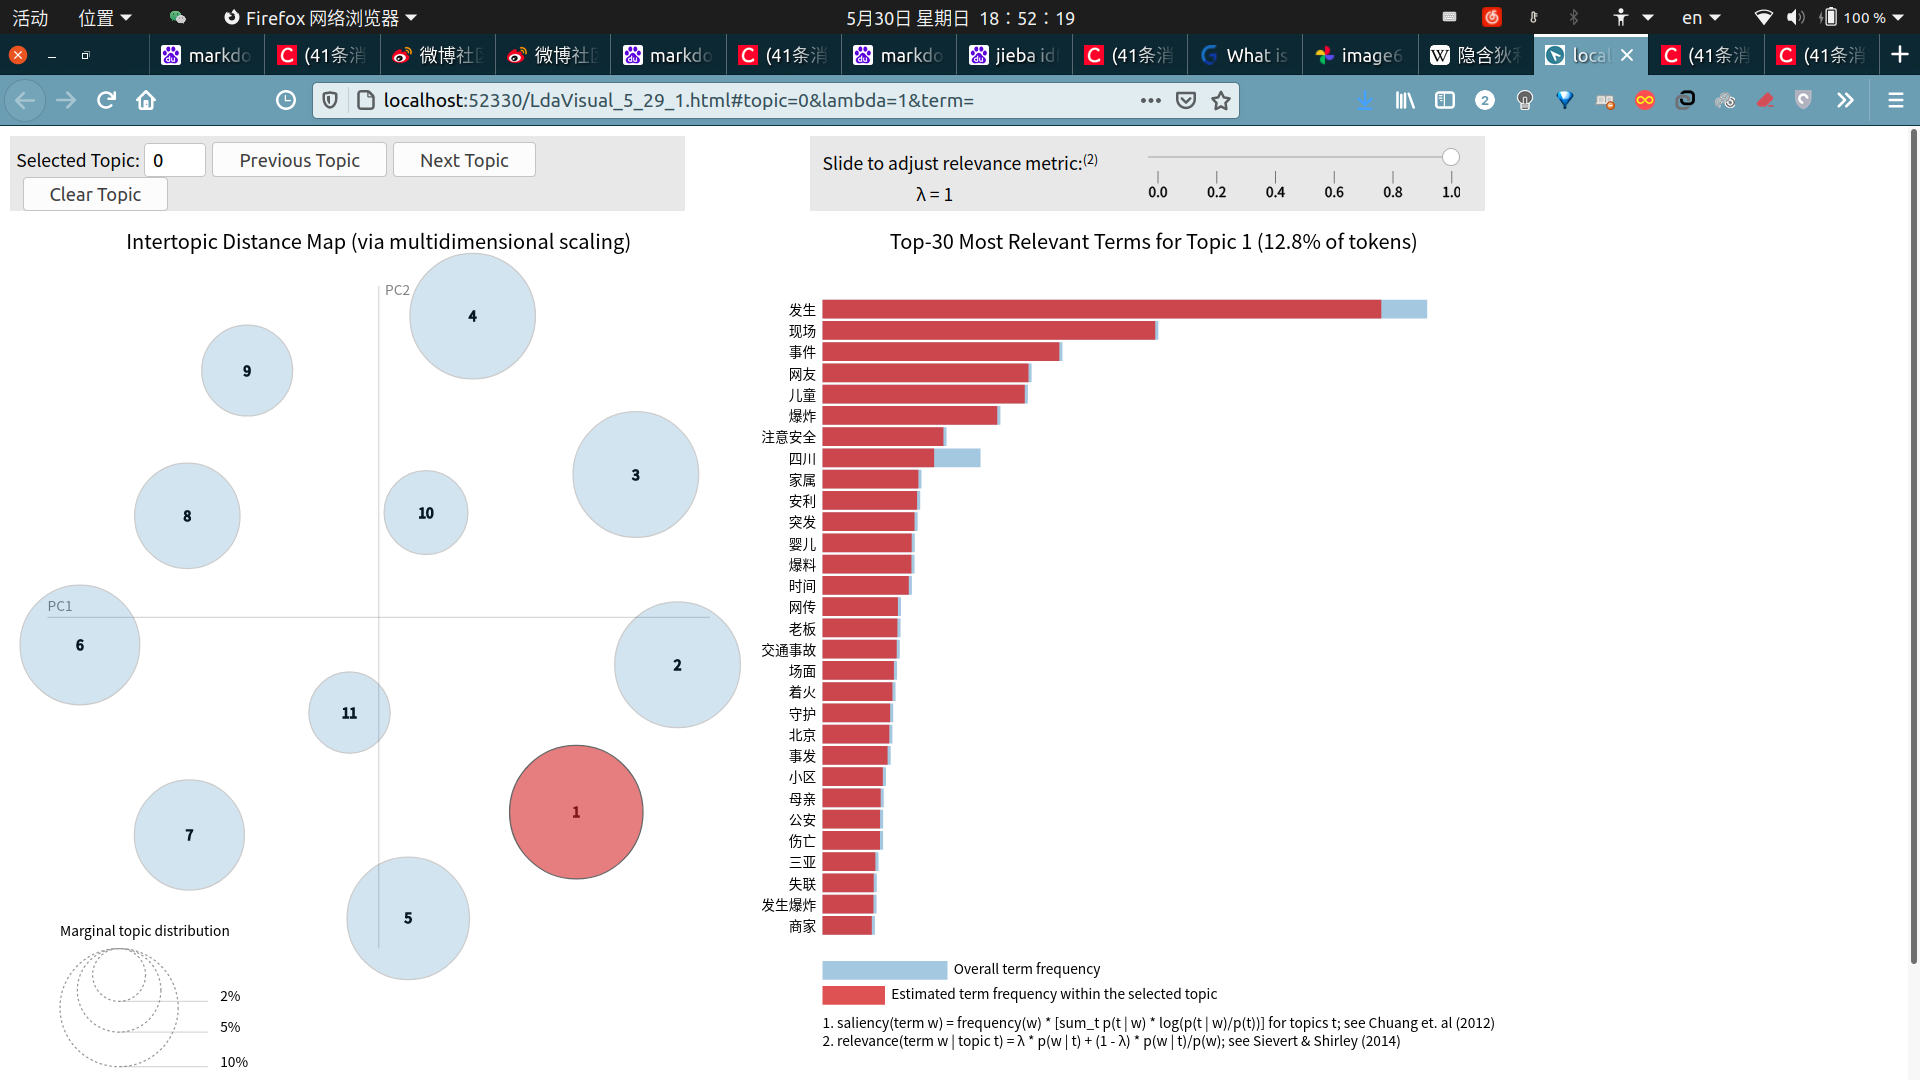 活动 位置 Firefox 网络浏览器 5月30日 星期日 18:52:19 en 100 %
markdo (41条消 微博社区 微博社区 markdo (41条消 markdo jieba id (41条消 What is image6 隐含狄利 local (41条消 (41条消
localhost:52330/LdaVisual_5_29_1.html#topic=0&lambda=1&term= 2
Selected Topic: 0 Previous Topic Next Topic
Clear Topic
Slide to adjust relevance metric:(2)
λ = 1
0.0 0.2 0.4 0.6 0.8 1.0
Intertopic Distance Map (via multidimensional scaling)
PC2
PC1
4
9
3
8
10
6
2
11
1
7
5
Marginal topic distribution
2%
5%
10%
Top-30 Most Relevant Terms for Topic 1 (12.8% of tokens)
发生
现场
事件
网友
儿童
爆炸
注意安全
四川
家属
安利
突发
婴儿
爆料
时间
网传
老板
交通事故
场面
着火
守护
北京
事发
小区
母亲
公安
伤亡
三亚
失联
发生爆炸
商家
Overall term frequency
Estimated term frequency within the selected topic
1. saliency(term w) = frequency(w) * [sum_t p(t | w) * log(p(t | w)/p(t))] for topics t; see Chuang et. al (2012)
2. relevance(term w | topic t) = λ * p(w | t) + (1 - λ) * p(w | t)/p(w); see Sievert & Shirley (2014)